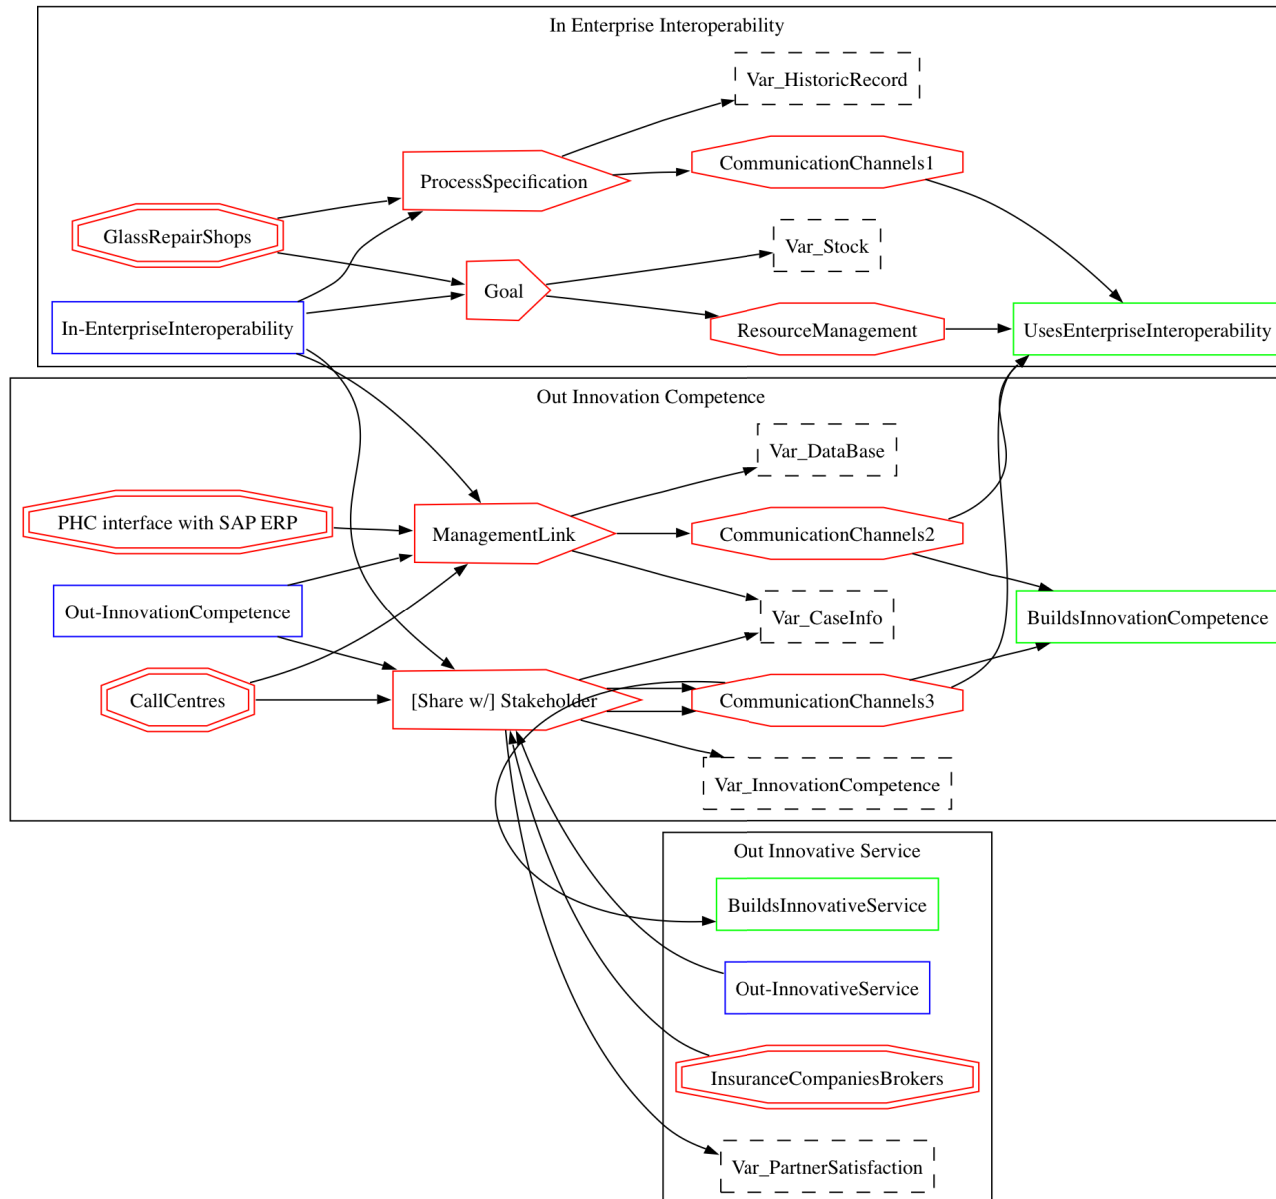 In Enterprise Interoperability
Var_HistoricRecord
CommunicationChannels1
ProcessSpecification
GlassRepairShops
Var_Stock
Goal
In-EnterpriseInteroperability
ResourceManagement
UsesEnterpriseInteroperability
Out Innovation Competence
Var_DataBase
PHC interface with SAP ERP
ManagementLink
CommunicationChannels2
Out-InnovationCompetence
Var_CaseInfo
BuildsInnovationCompetence
CallCentres
[Share w/] Stakeholder
CommunicationChannels3
Var_InnovationCompetence
Out Innovative Service
BuildsInnovativeService
Out-InnovativeService
InsuranceCompaniesBrokers
Var_PartnerSatisfaction